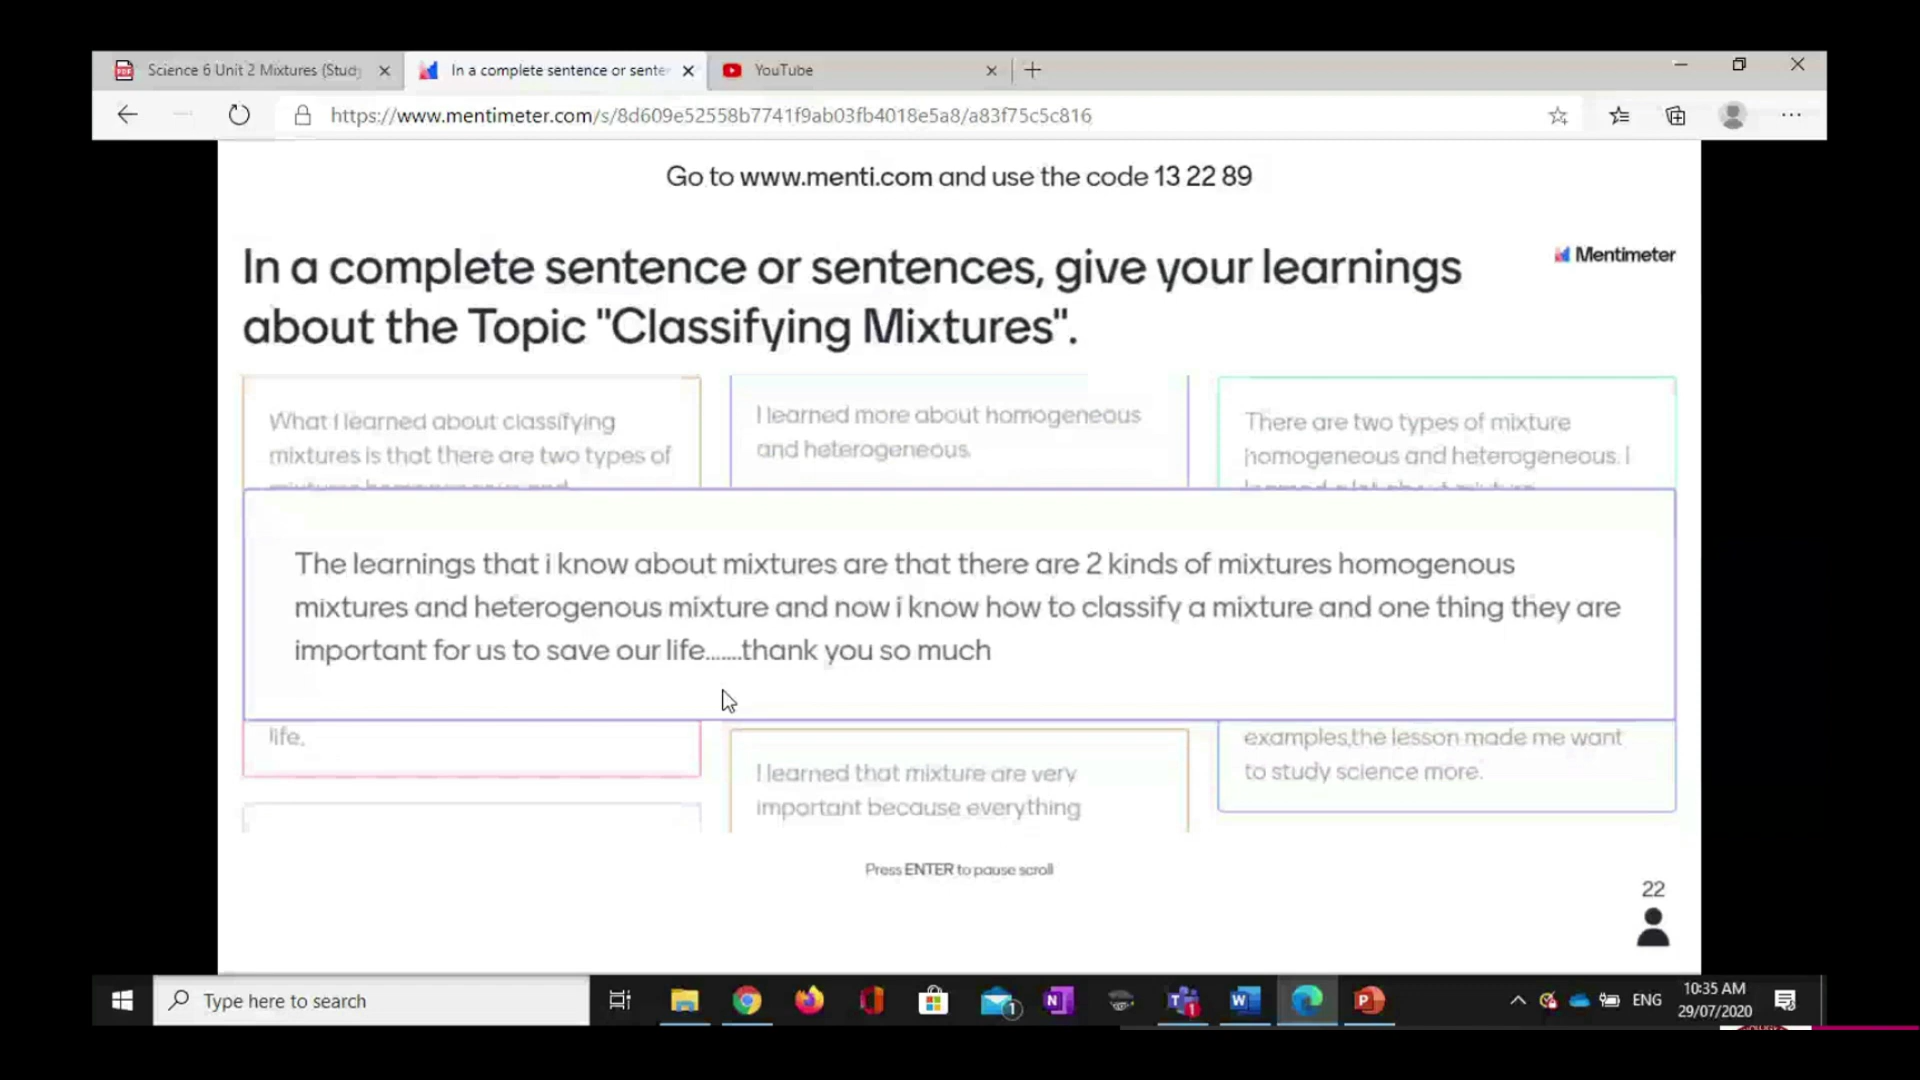 Science 6 Unit 2 Mixtures (Stud
In a complete sentence or sente
YouTube
https://www.mentimeter.com/s/8d609e52558b7741f9ab03fb4018e5a8/a83f75c5c816
Go to www.menti.com and use the code 13 22 89
In a complete sentence or sentences, give your learnings
about the Topic "Classifying Mixtures".
Mentimeter
What I learned about classifying
mixtures is that there are two types of
I learned more about homogeneous
and heterogeneous.
There are two types of mixture
homogeneous and heterogeneous. I
The learnings that i know about mixtures are that there are 2 kinds of mixtures homogenous
mixtures and heterogenous mixture and now i know how to classify a mixture and one thing they are
important for us to save our life.......thank you so much
life.
I learned that mixture are very
important because everything
examples,the lesson made me want
to study science more.
Press ENTER to pause scroll
22
Type here to search
1
1
ENG
10:35 AM
29/07/2020